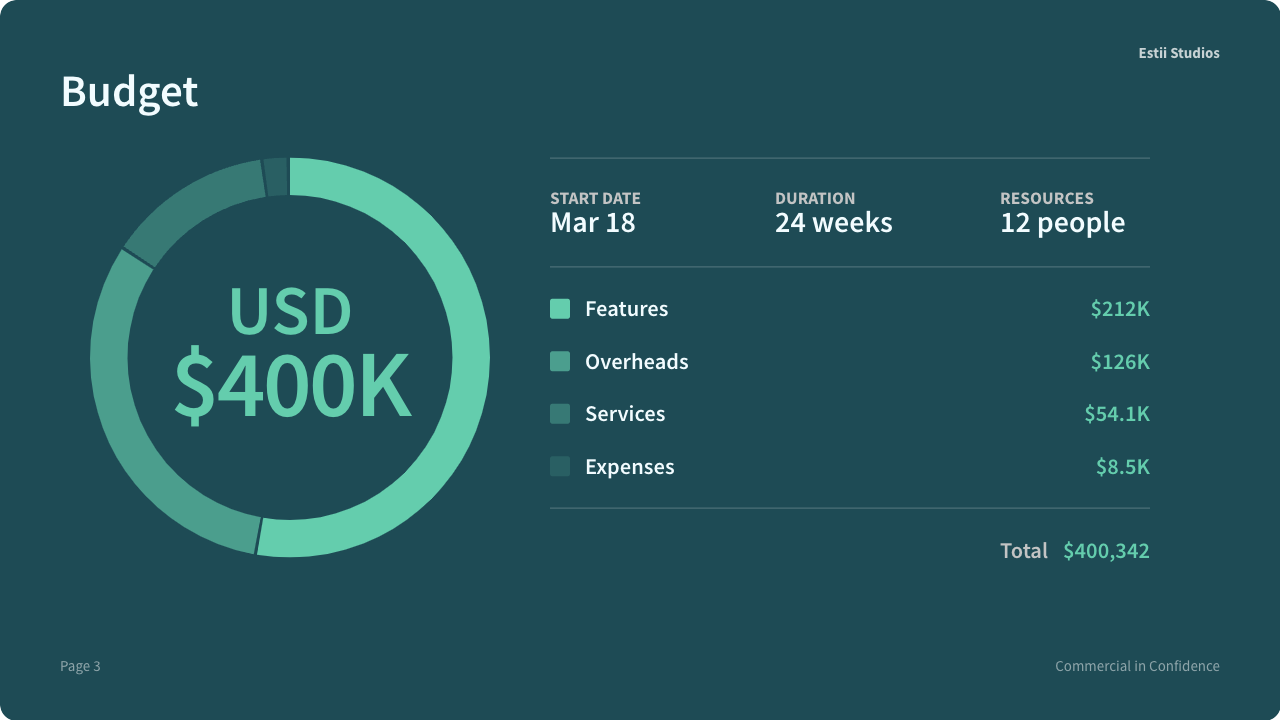 Estii Studios
Budget
USD
$400K
START DATE
Mar 18
DURATION
24 weeks
RESOURCES
12 people
Features $212K
Overheads $126K
Services $54.1K
Expenses $8.5K
Total $400,342
Page 3
Commercial in Confidence